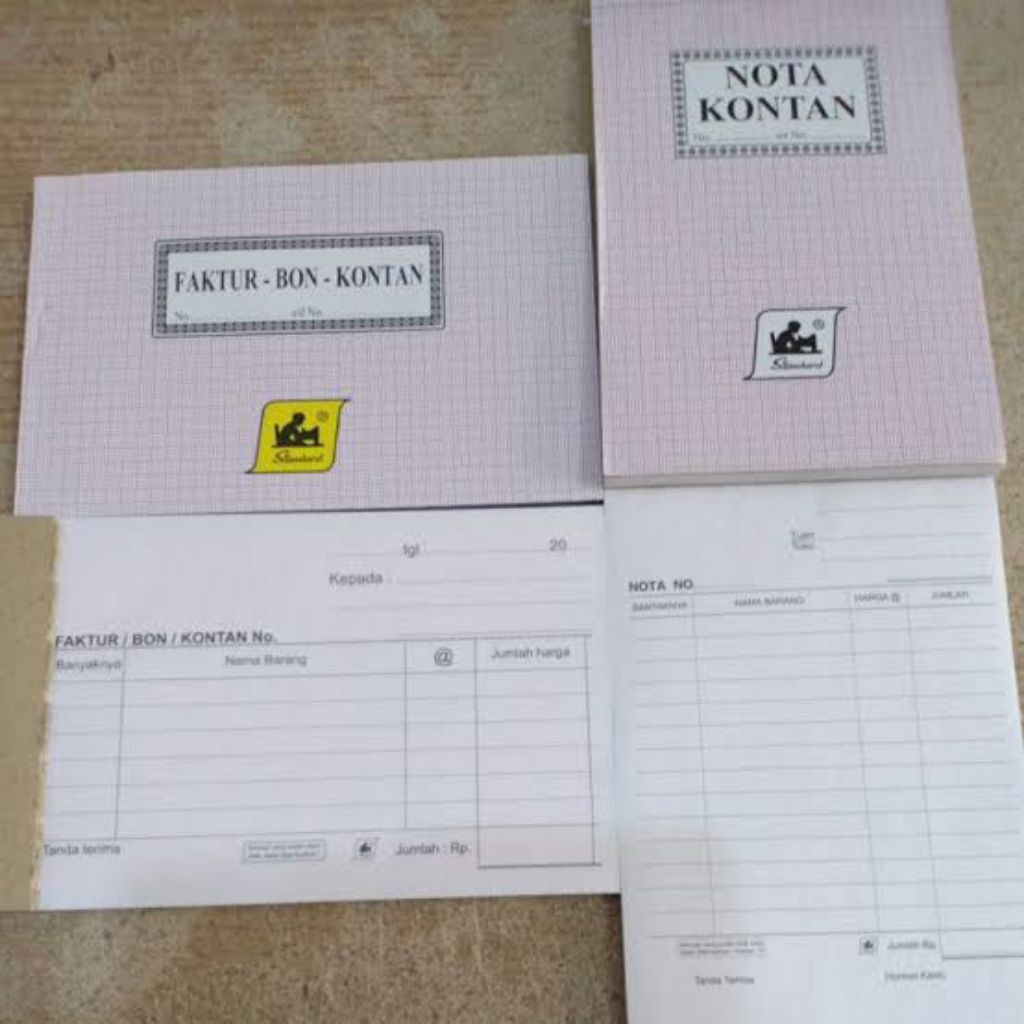 FAKTUR - BON - KONTAN
No. s/d No.
Standard
NOTA
KONTAN
No. s/d No.
Standard
tgl 20
Kepada
FAKTUR / BON / KONTAN No.
Banyaknya Nama Barang @ Jumlah harga
Tanda terima Jumlah : Rp.
Tuan
NOTA NO.
BANYAKNYA NAMA BARANG HARGA @ JUMLAH
Jumlah Rp.
Tanda Terima Hormat Kami,